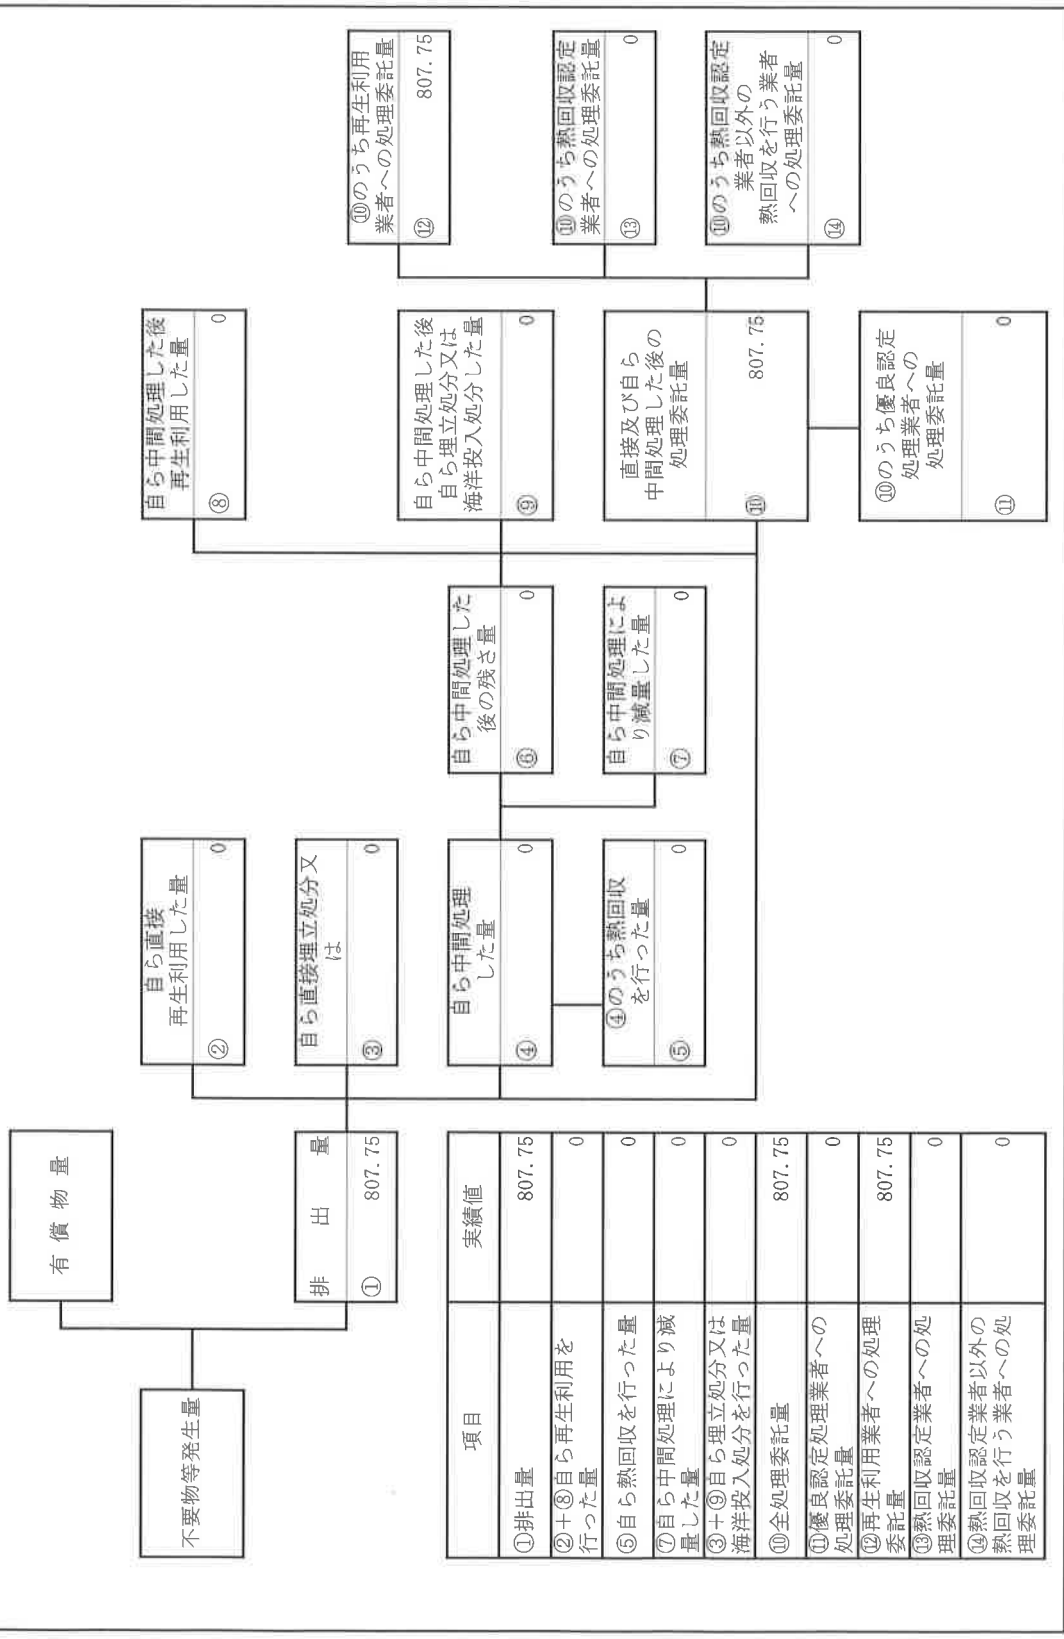 有償物量
不要物等発生量
排出量
① 807.75
自ら直接
再生利用した量
② 0
自ら直接埋立処分又
は
③ 0
自ら中間処理
した量
④ 0
④のうち熱回収
を行った量
⑤ 0
自ら中間処理した
後の残さ量
⑥ 0
自ら中間処理によ
り減量した量
⑦ 0
自ら中間処理した後
再生利用した量
⑧ 0
自ら中間処理した後
自ら埋立処分又は
海洋投入処分した量
⑨ 0
直接及び自ら
中間処理した後の
処理委託量
⑩ 807.75
⑩のうち優良認定
処理業者への
処理委託量
⑪ 0
⑩のうち再生利用
業者への処理委託量
⑫ 807.75
⑩のうち熱回収認定
業者への処理委託量
⑬ 0
⑩のうち熱回収認定
業者以外の
熱回収を行う業者
への処理委託量
⑭ 0
項目 実績値
①排出量 807.75
②+⑧自ら再生利用を
行った量 0
⑤自ら熱回収を行った量 0
⑦自ら中間処理により減
量した量 0
③+⑨自ら埋立処分又は
海洋投入処分を行った量 0
⑩全処理委託量 807.75
⑪優良認定処理業者への
処理委託量 0
⑫再生利用業者への処理
委託量 807.75
⑬熱回収認定業者への処
理委託量 0
⑭熱回収認定業者以外の
熱回収を行う業者への処
理委託量 0